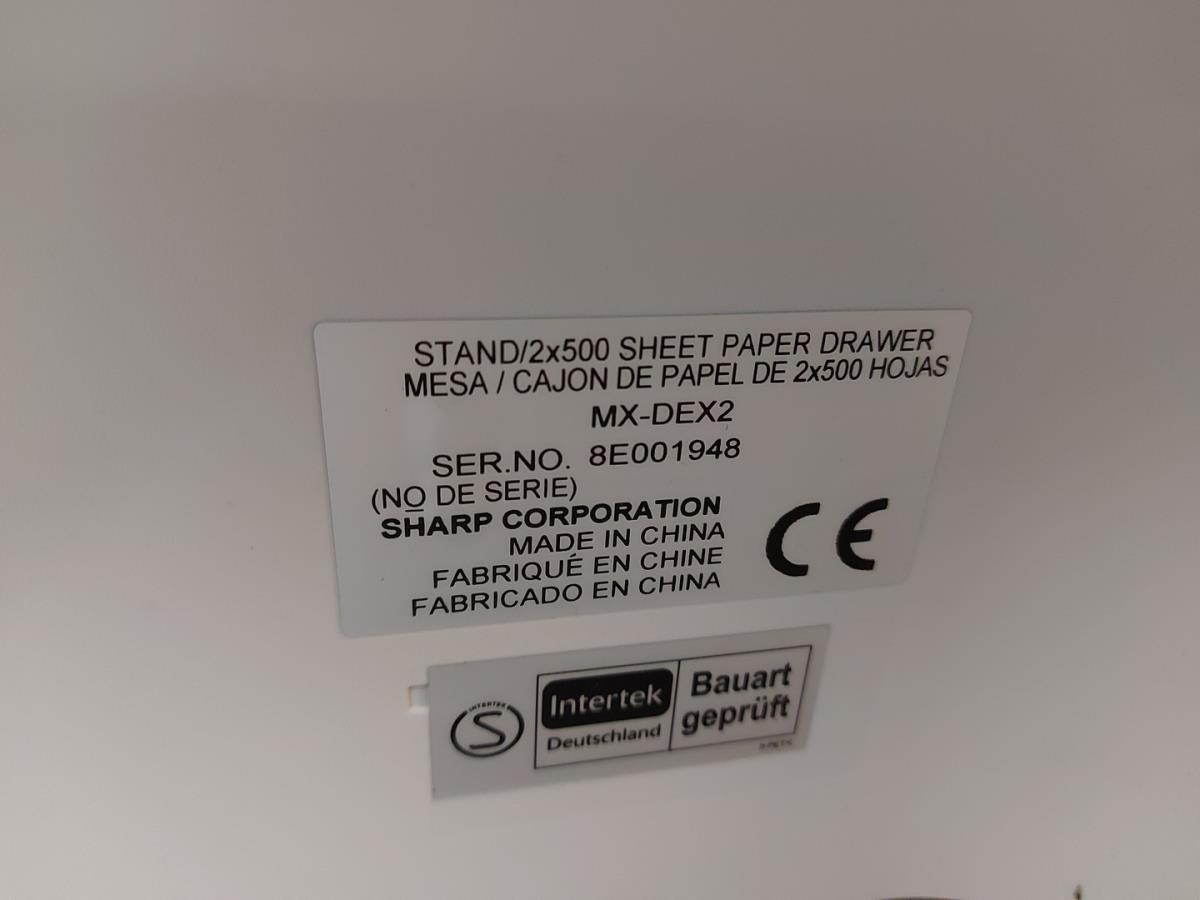 STAND/2x500 SHEET PAPER DRAWER
MESA / CAJON DE PAPEL DE 2x500 HOJAS
MX-DEX2
SER.NO. 8E001948
(NO DE SERIE)
SHARP CORPORATION
MADE IN CHINA
FABRIQUÉ EN CHINE
FABRICADO EN CHINA
CE
INTERTEK
S
Intertek
Deutschland
Bauart
geprüft